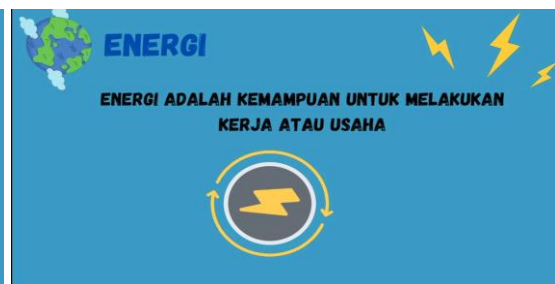 ENERGI
ENERGI ADALAH KEMAMPUAN UNTUK MELAKUKAN
KERJA ATAU USAHA